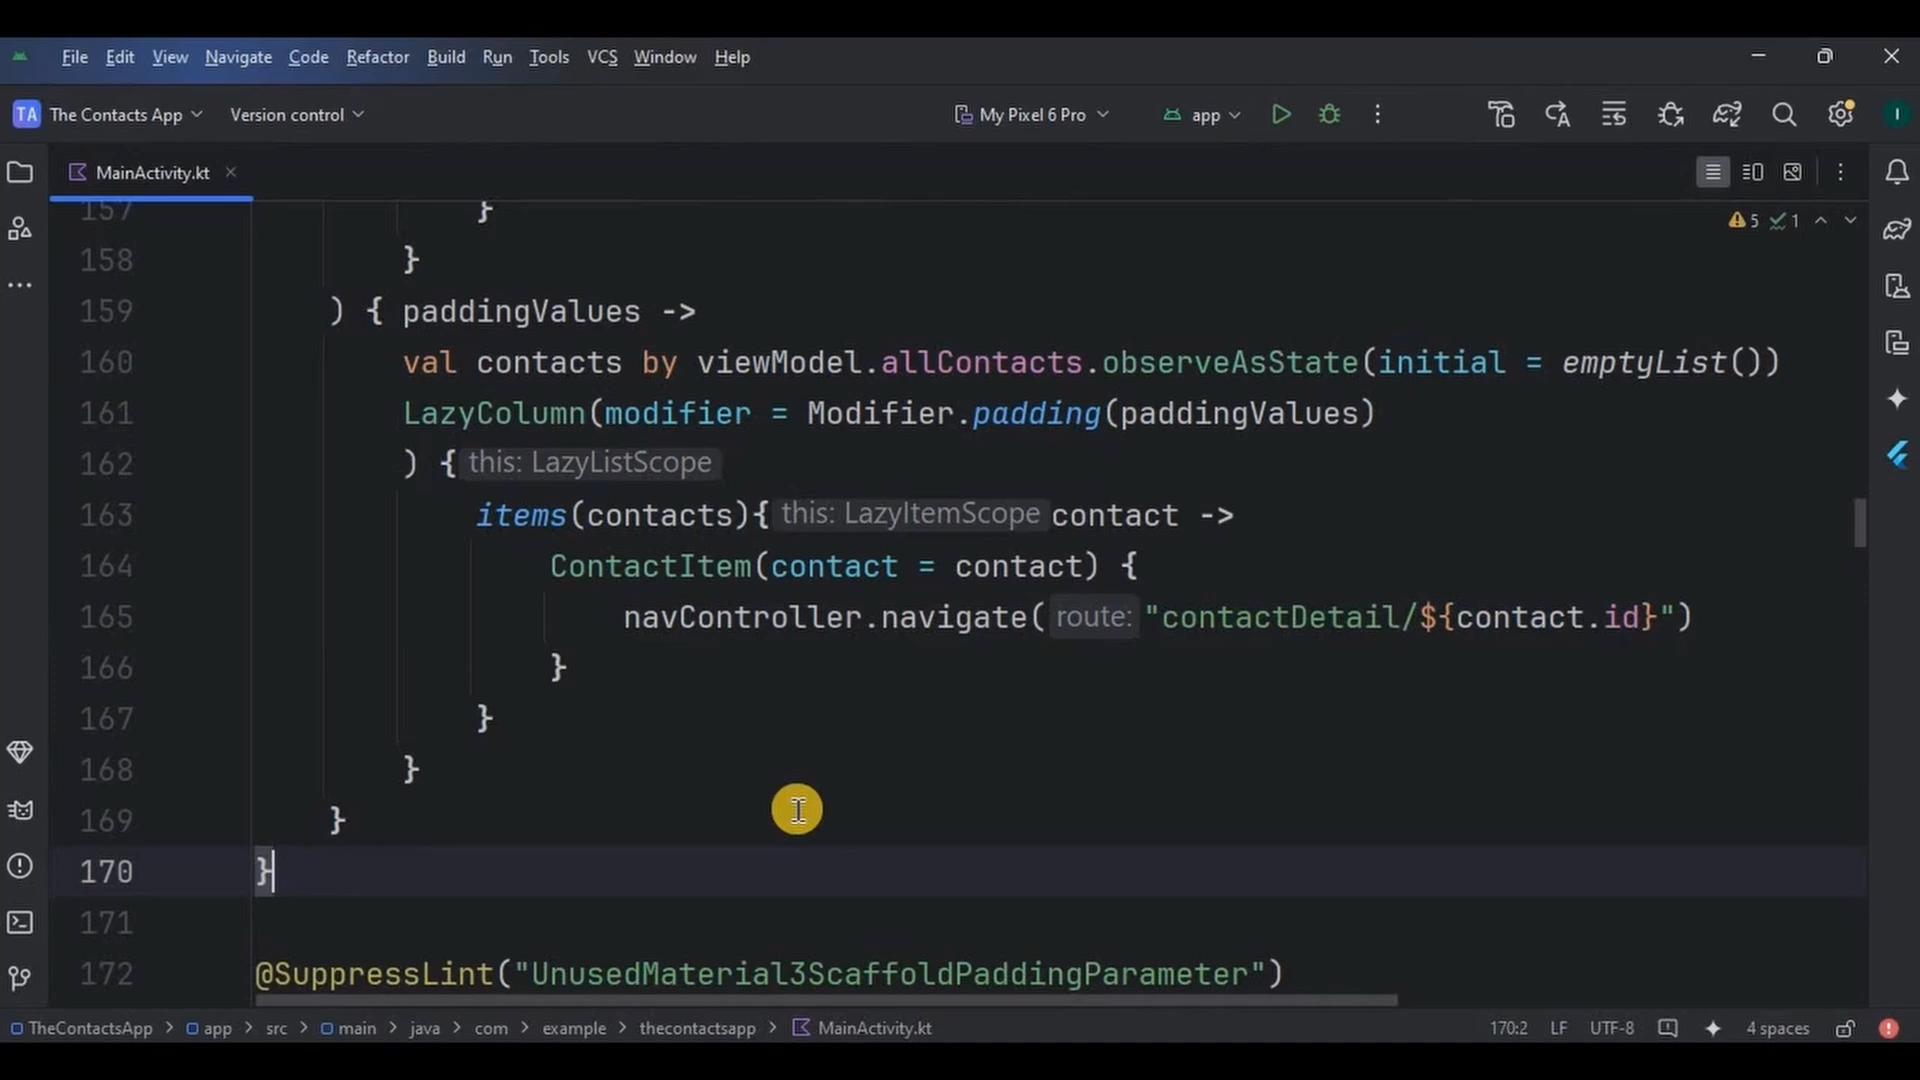 File Edit View Navigate Code Refactor Build Run Tools VCS Window Help
TA The Contacts App Version control My Pixel 6 Pro app I
MainActivity.kt
157 }
5 1
158 }
159 ) { paddingValues ->
160 val contacts by viewModel.allContacts.observeAsState(initial = emptyList())
161 LazyColumn(modifier = Modifier.padding(paddingValues)
162 ) { this: LazyListScope
163 items(contacts){ this: LazyItemScope contact ->
164 ContactItem(contact = contact) {
165 navController.navigate( route: "contactDetail/${contact.id}")
166 }
167 }
168 }
169 }
170 }
171
172 @SuppressLint("UnusedMaterial3ScaffoldPaddingParameter")
TheContactsApp > app > src > main > java > com > example > thecontactsapp > MainActivity.kt 170:2 LF UTF-8 4 spaces